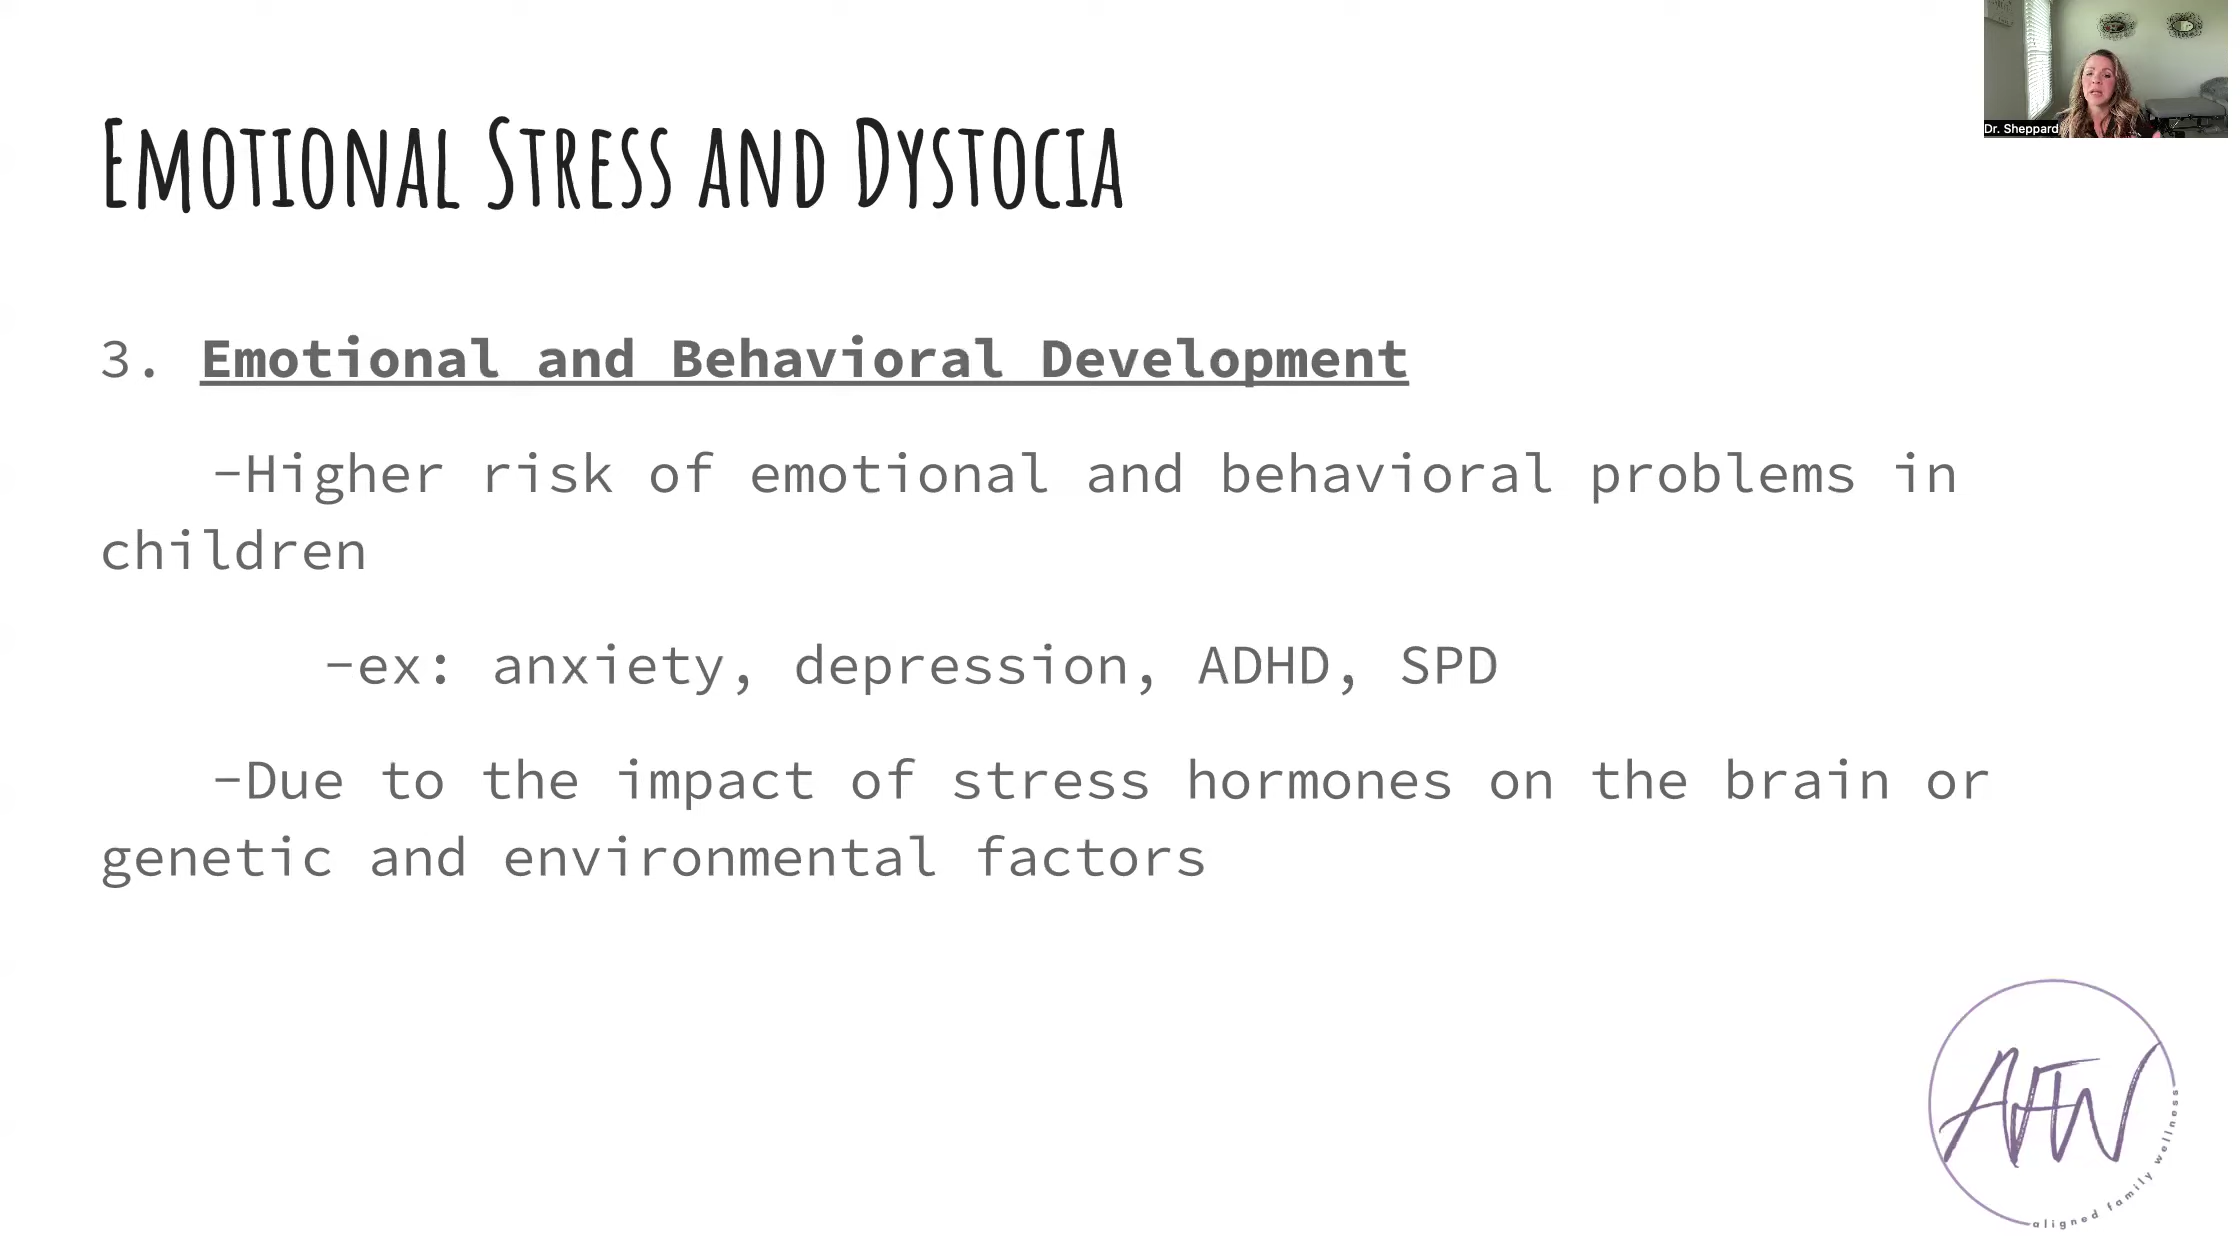 Dr. Sheppard
EMOTIONAL STRESS AND DYSTOCIA
3. Emotional and Behavioral Development
-Higher risk of emotional and behavioral problems in
children
-ex: anxiety, depression, ADHD, SPD
-Due to the impact of stress hormones on the brain or
genetic and environmental factors
AFW
aligned family wellness